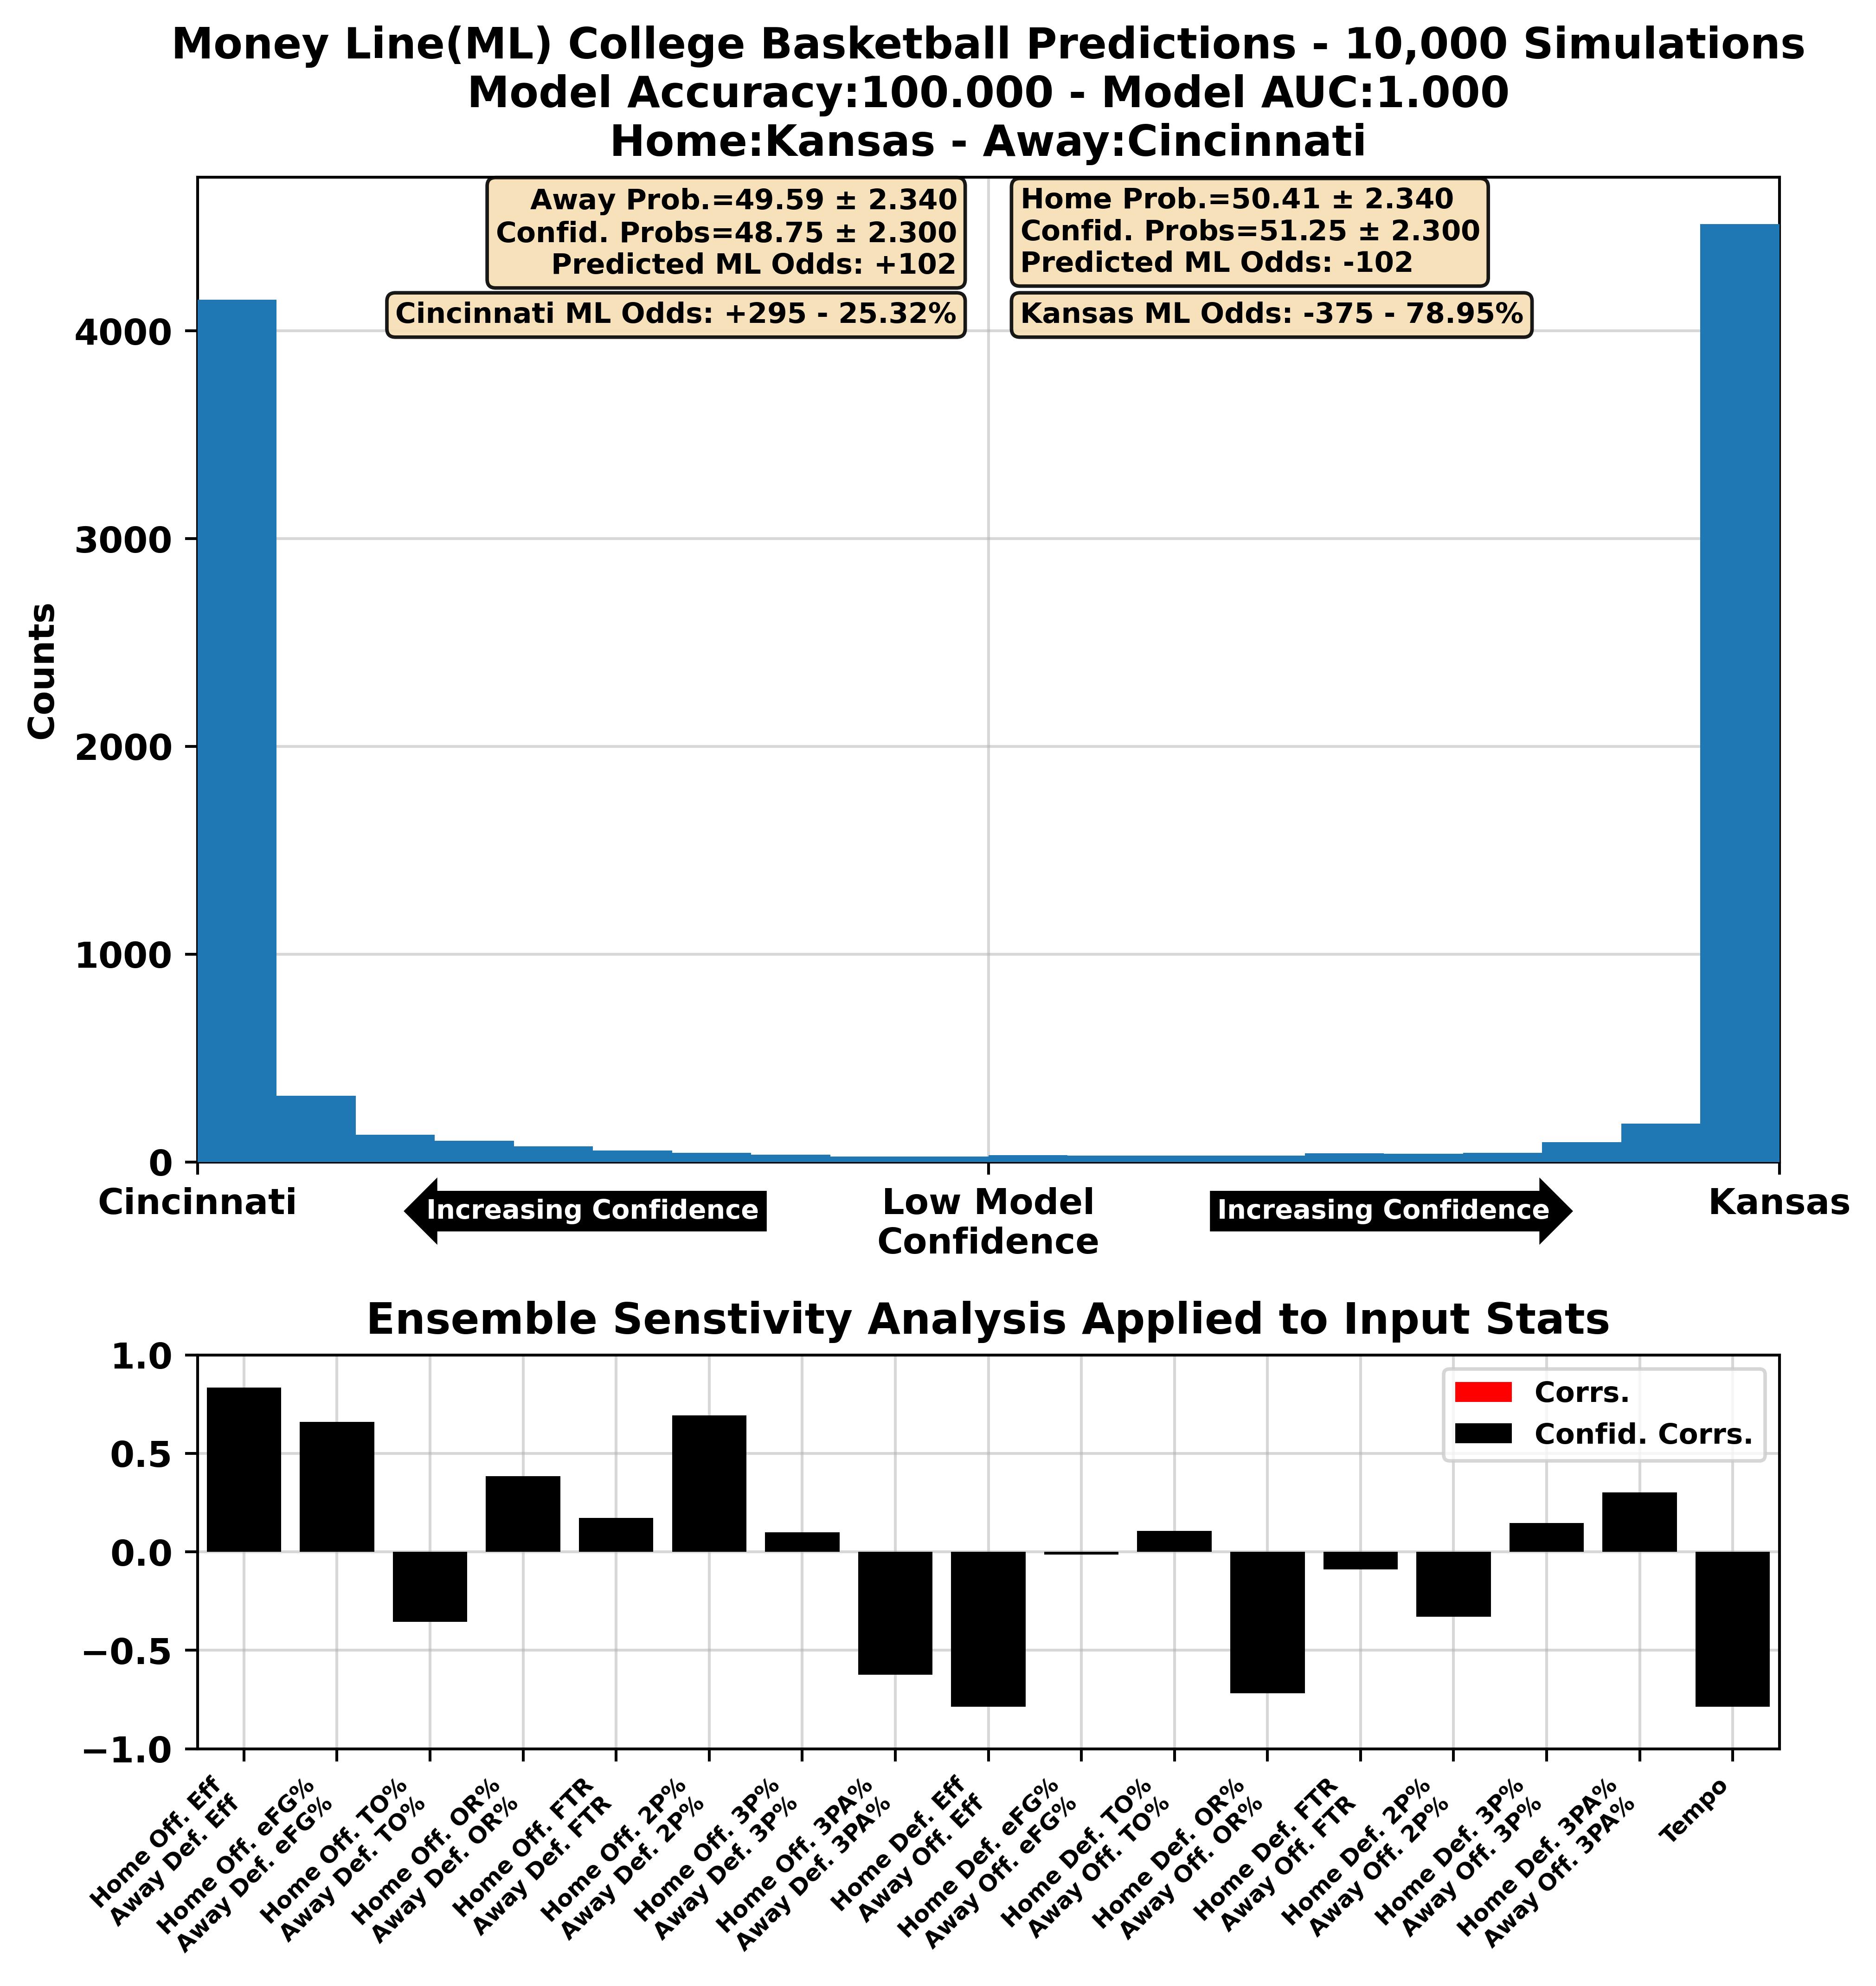 Money Line(ML) College Basketball Predictions - 10,000 Simulations
Model Accuracy:100.000 - Model AUC:1.000
Home:Kansas - Away:Cincinnati
Away Prob.=49.59 ± 2.340
Confid. Probs=48.75 ± 2.300
Predicted ML Odds: +102
Home Prob.=50.41 ± 2.340
Confid. Probs=51.25 ± 2.300
Predicted ML Odds: -102
Cincinnati ML Odds: +295 - 25.32%
Kansas ML Odds: -375 - 78.95%
4000
3000
2000
1000
0
Counts
Cincinnati
Increasing Confidence
Low Model
Confidence
Increasing Confidence
Kansas
Ensemble Senstivity Analysis Applied to Input Stats
1.0
0.5
0.0
−0.5
−1.0
Corrs.
Confid. Corrs.
Home Off. Eff
Away Def. Eff
Home Off. eFG%
Away Def. eFG%
Home Off. TO%
Away Def. TO%
Home Off. OR%
Away Def. OR%
Home Off. FTR
Away Def. FTR
Home Off. 2P%
Away Def. 2P%
Home Off. 3P%
Away Def. 3P%
Home Off. 3PA%
Away Def. 3PA%
Home Def. Eff
Away Off. Eff
Home Def. eFG%
Away Off. eFG%
Home Def. TO%
Away Off. TO%
Home Def. OR%
Away Off. OR%
Home Def. FTR
Away Off. FTR
Home Def. 2P%
Away Off. 2P%
Home Def. 3P%
Away Off. 3P%
Home Def. 3PA%
Away Off. 3PA%
Tempo